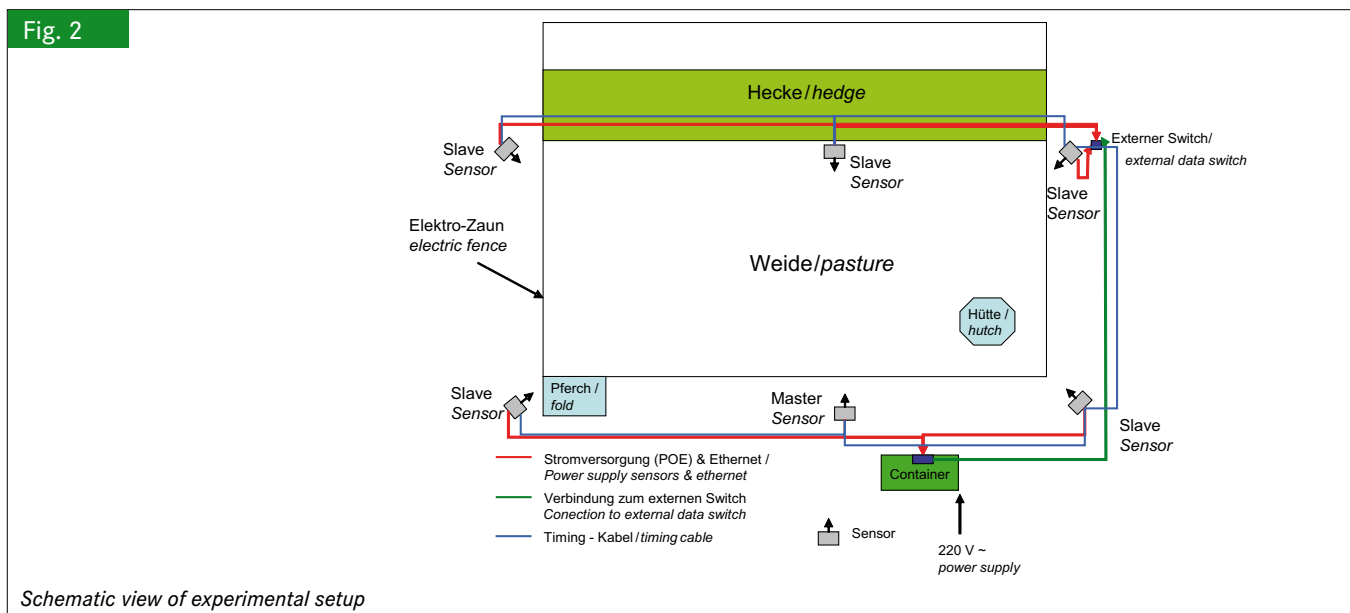 Fig. 2
Hecke/hedge
Slave
Sensor
Slave
Sensor
Externer Switch/
external data switch
Slave
Sensor
Elektro-Zaun
electric fence
Weide/pasture
Hütte /
hutch
Pferch /
fold
Slave
Sensor
Master
Sensor
Slave
Sensor
Stromversorgung (POE) & Ethernet /
Power supply sensors & ethernet
Container
Verbindung zum externen Switch
Conection to external data switch
Timing - Kabel/timing cable
Sensor
220 V ~
power supply
Schematic view of experimental setup